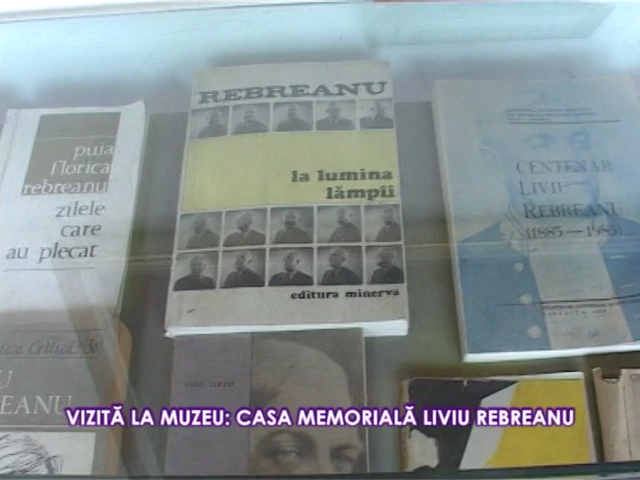 REBREANU
puia
florica
rebreanu
zilele
care
au plecat
la lumina
lămpii
editura minerva
CENTENAR
LIVIU
REBREANU
(1885—1985)
REANU
VIZITĂ LA MUZEU: CASA MEMORIALĂ LIVIU REBREANU